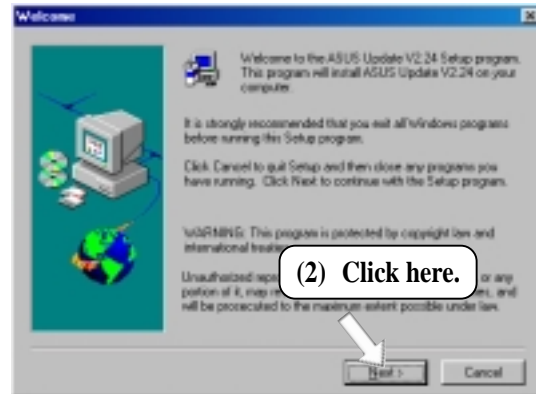 Welcome
Welcome to the ASUS Update V2.24 Setup program.
This program will install ASUS Update V2.24 on your
computer.
It is strongly recommended that you exit all Windows programs
before running this Setup program.
Click Cancel to quit Setup and then close any programs you
have running. Click Next to continue with the Setup program.
WARNING: This program is protected by copyright law and
international
Unauthorized or any
portion of it, may and
will be prosecuted to the maximum extent possible under law.
(2) Click here.
Next >
Cancel